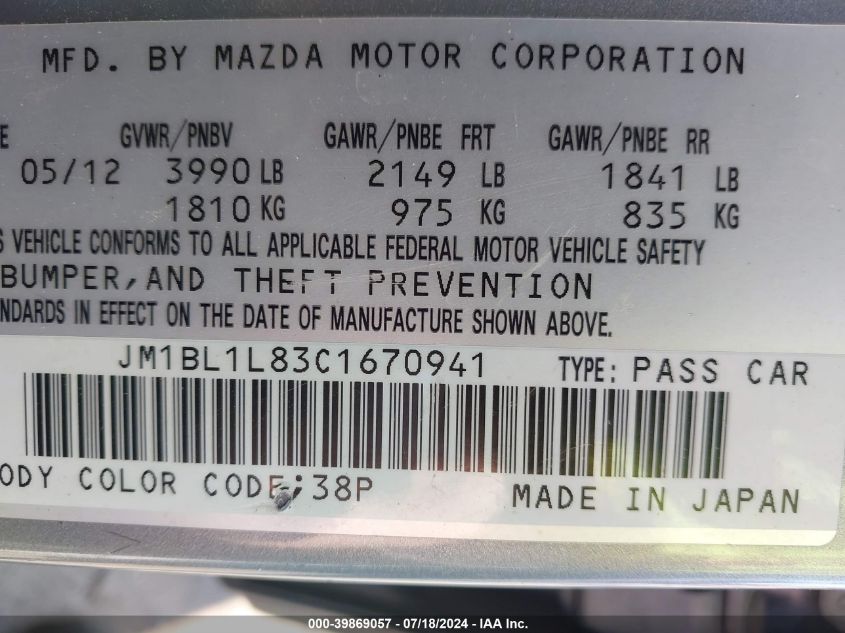 MFD. BY MAZDA MOTOR CORPORATION
E GVWR/PNBV GAWR/PNBE FRT GAWR/PNBE RR
05/12 3990 LB 2149 LB 1841 LB
1810 KG 975 KG 835 KG
S VEHICLE CONFORMS TO ALL APPLICABLE FEDERAL MOTOR VEHICLE SAFETY
BUMPER, AND THEFT PREVENTION
NDARDS IN EFFECT ON THE DATE OF MANUFACTURE SHOWN ABOVE.
JM1BL1L83C1670941 TYPE: PASS CAR
ODY COLOR CODE;38P MADE IN JAPAN
000-39869057 / 07/18/2024 - IAA Inc.